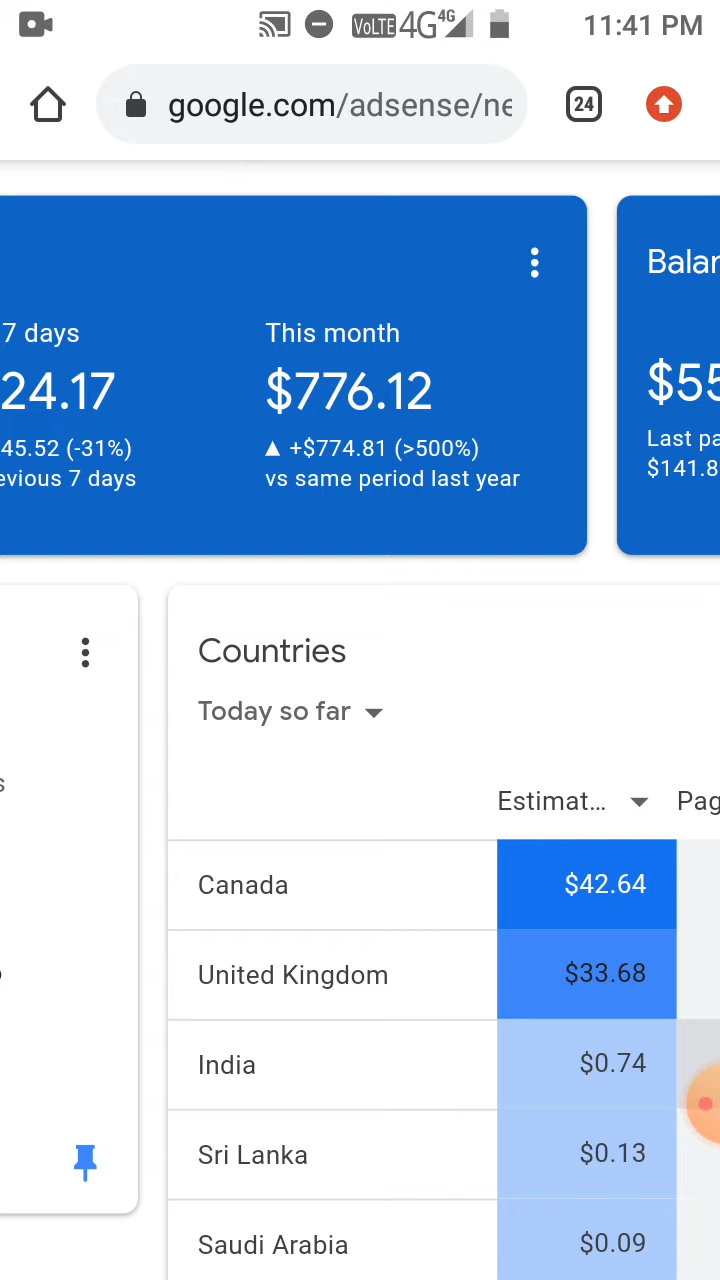 VoLTE 4G 4G 11:41 PM
google.com/adsense/ne
24
Balar
7 days
This month
24.17
$776.12
$55
45.52 (-31%)
+$774.81 (>500%)
Last pa
evious 7 days
vs same period last year
$141.8
Countries
Today so far
s
Estimat...
Pag
Canada
$42.64
United Kingdom
$33.68
India
$0.74
Sri Lanka
$0.13
Saudi Arabia
$0.09